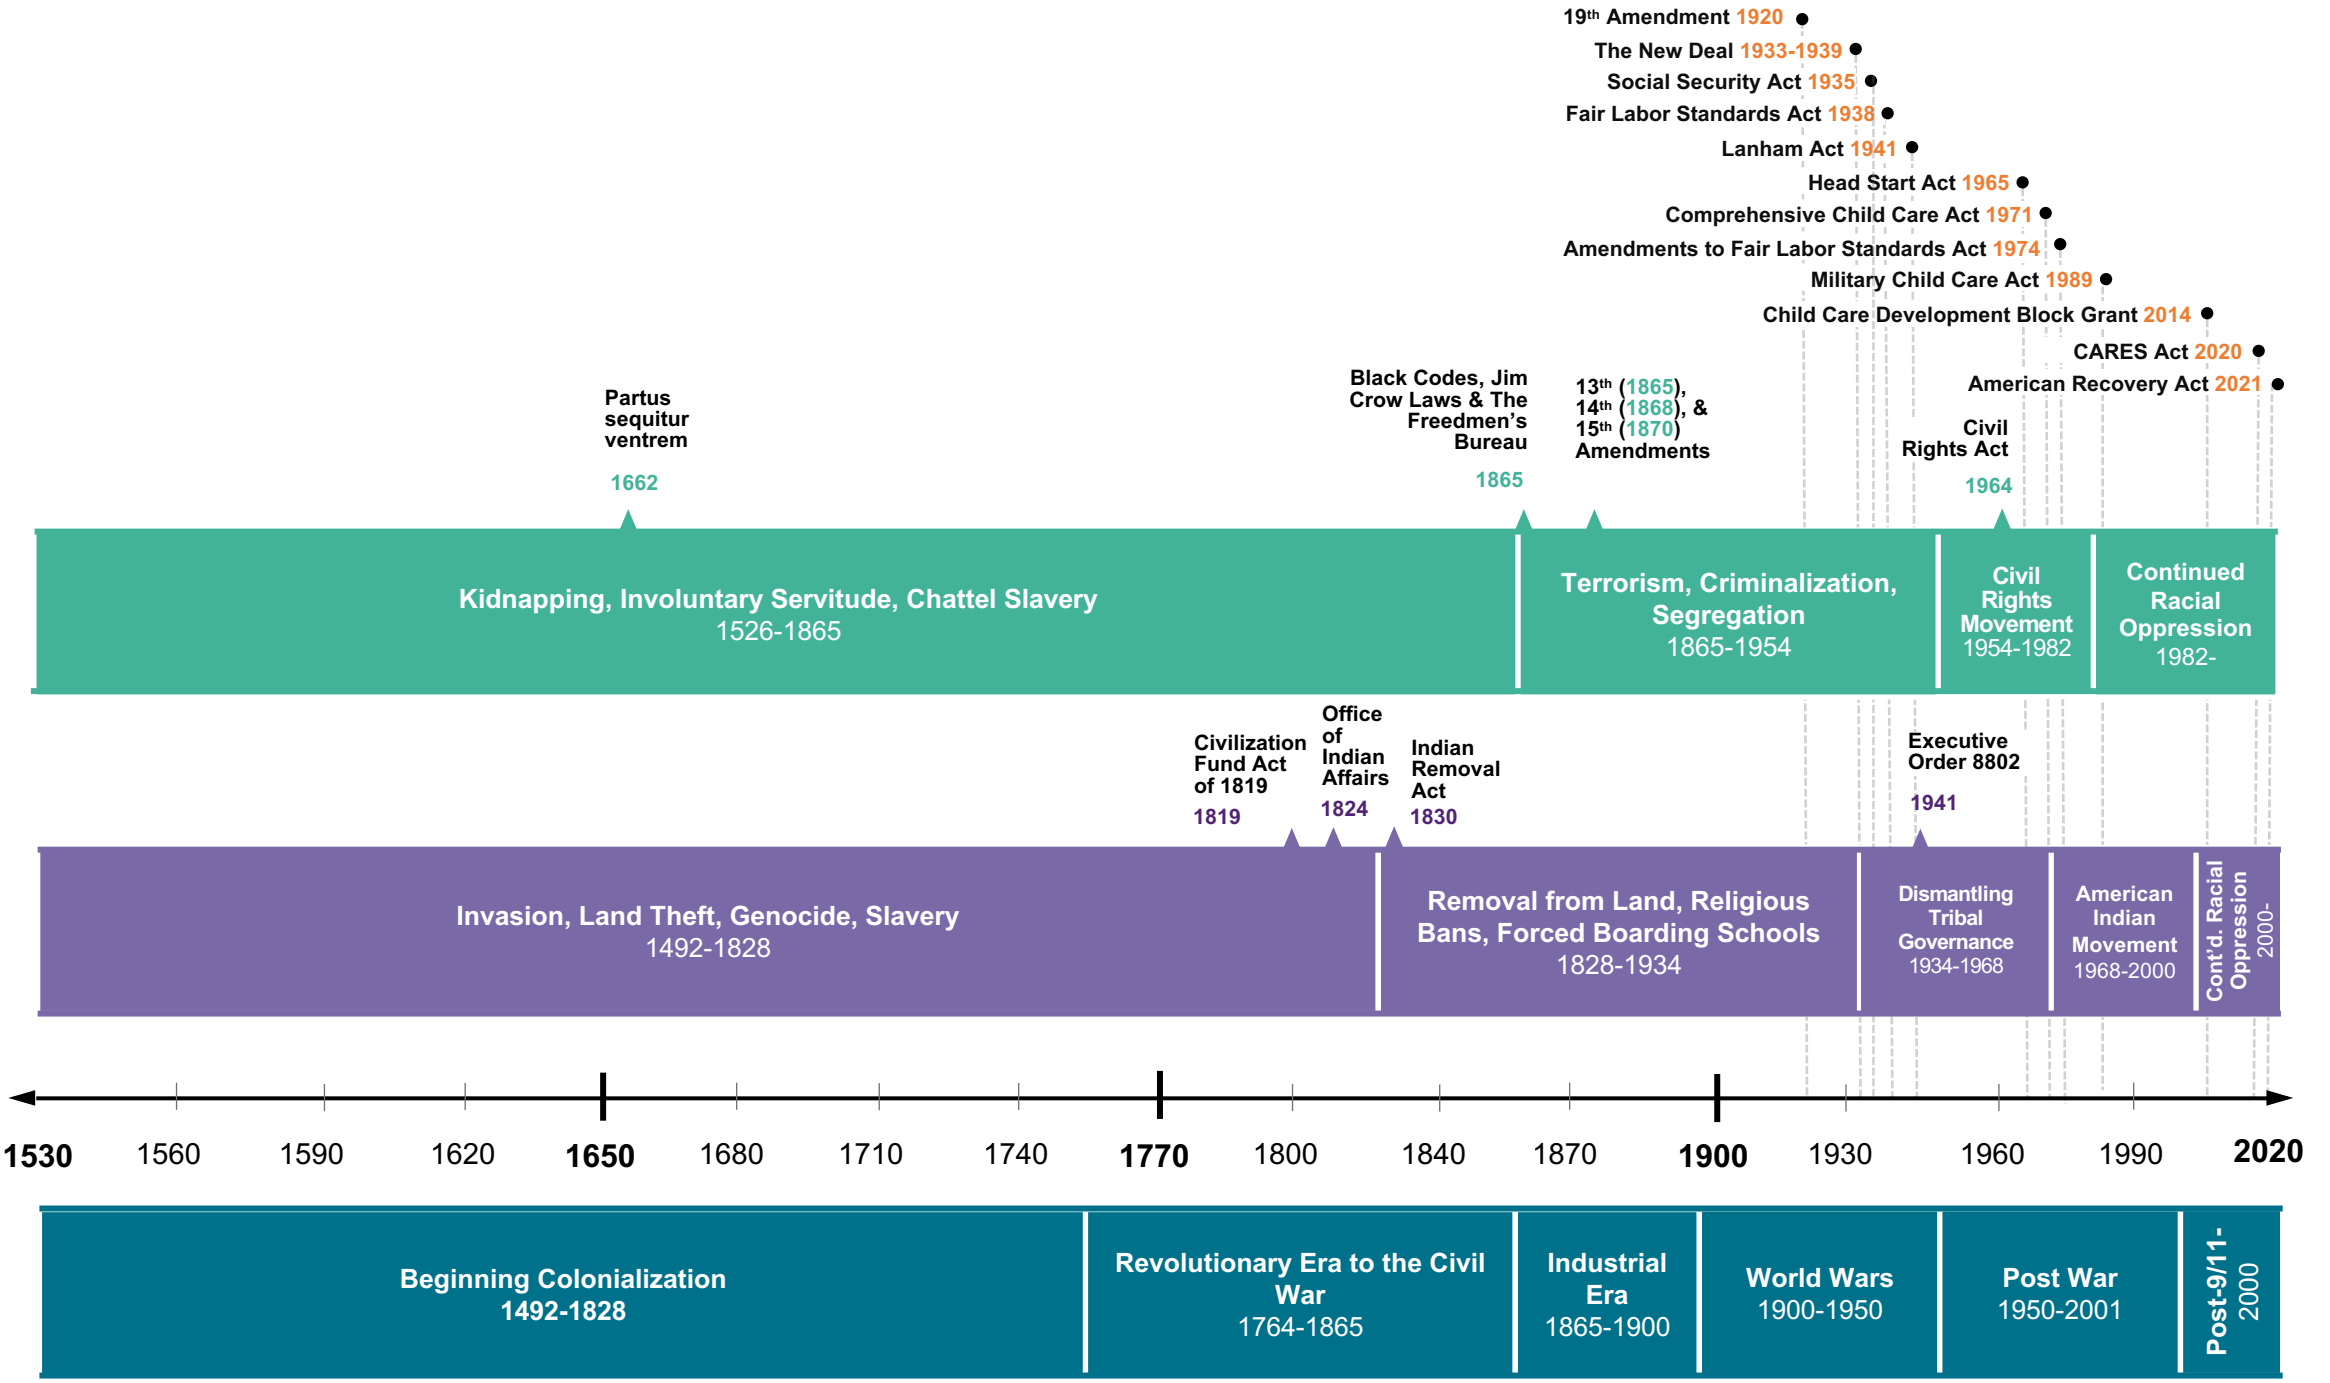 19th Amendment 1920
The New Deal 1933-1939
Social Security Act 1935
Fair Labor Standards Act 1938
Lanham Act 1941
Head Start Act 1965
Comprehensive Child Care Act 1971
Amendments to Fair Labor Standards Act 1974
Military Child Care Act 1989
Child Care Development Block Grant 2014
CARES Act 2020
American Recovery Act 2021
Partus
sequitur
ventrem
1662
Black Codes, Jim
Crow Laws & The
Freedmen's
Bureau
1865
13th (1865),
14th (1868), &
15th (1870)
Amendments
Civil
Rights Act
1964
Kidnapping, Involuntary Servitude, Chattel Slavery
1526-1865
Terrorism, Criminalization,
Segregation
1865-1954
Civil
Rights
Movement
1954-1982
Continued
Racial
Oppression
1982-
Civilization
Fund Act
of 1819
1819
Office
of
Indian
Affairs
1824
Indian
Removal
Act
1830
Executive
Order 8802
1941
Invasion, Land Theft, Genocide, Slavery
1492-1828
Removal from Land, Religious
Bans, Forced Boarding Schools
1828-1934
Dismantling
Tribal
Governance
1934-1968
American
Indian
Movement
1968-2000
Cont'd. Racial
Oppression
2000-
1530 1560 1590 1620 1650 1680 1710 1740 1770 1800 1840 1870 1900 1930 1960 1990 2020
Beginning Colonialization
1492-1828
Revolutionary Era to the Civil
War
1764-1865
Industrial
Era
1865-1900
World Wars
1900-1950
Post War
1950-2001
Post-9/11-
2000